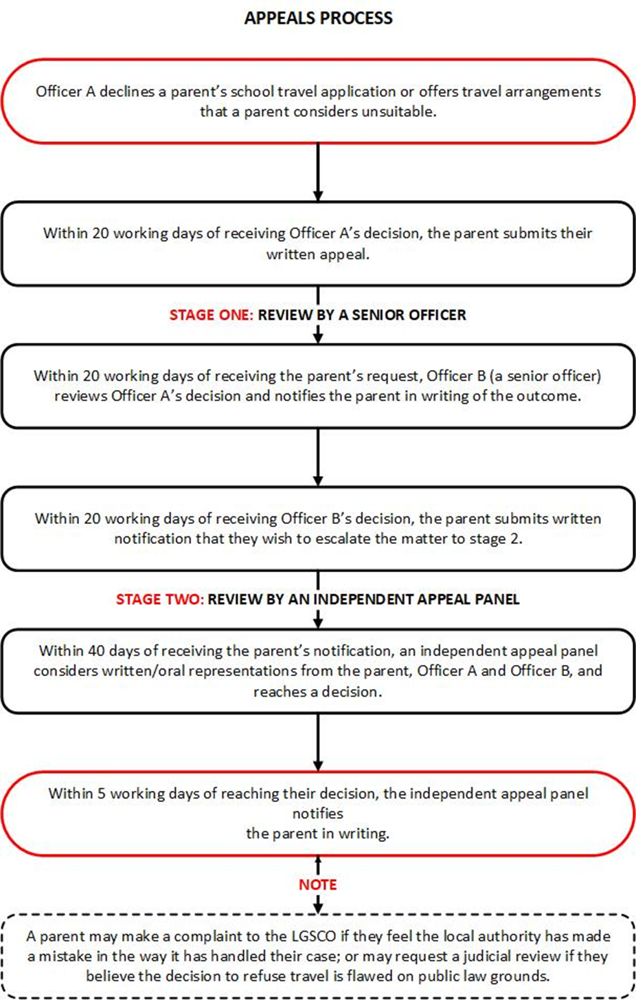 APPEALS PROCESS
Officer A declines a parent’s school travel application or offers travel arrangements
that a parent considers unsuitable.
Within 20 working days of receiving Officer A’s decision, the parent submits their
written appeal.
STAGE ONE: REVIEW BY A SENIOR OFFICER
Within 20 working days of receiving the parent’s request, Officer B (a senior officer)
reviews Officer A’s decision and notifies the parent in writing of the outcome.
Within 20 working days of receiving Officer B’s decision, the parent submits written
notification that they wish to escalate the matter to stage 2.
STAGE TWO: REVIEW BY AN INDEPENDENT APPEAL PANEL
Within 40 days of receiving the parent’s notification, an independent appeal panel
considers written/oral representations from the parent, Officer A and Officer B, and
reaches a decision.
Within 5 working days of reaching their decision, the independent appeal panel
notifies
the parent in writing.
NOTE
A parent may make a complaint to the LGSCO if they feel the local authority has made
a mistake in the way it has handled their case; or may request a judicial review if they
believe the decision to refuse travel is flawed on public law grounds.